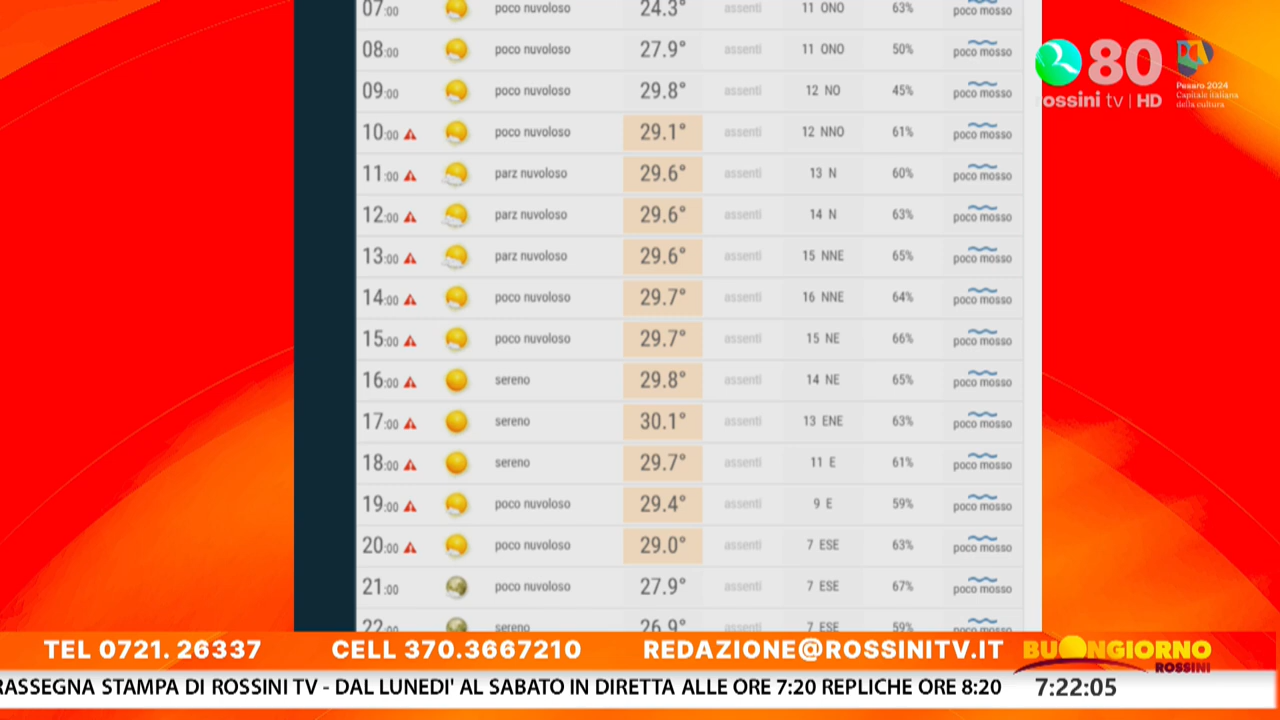 07:00 poco nuvoloso 24.3° assenti 11 ONO 63% poco mosso
08:00 poco nuvoloso 27.9° assenti 11 ONO 50% poco mosso
09:00 poco nuvoloso 29.8° assenti 12 NO 45% poco mosso
10:00 poco nuvoloso 29.1° assenti 12 NNO 61% poco mosso
11:00 parz nuvoloso 29.6° assenti 13 N 60% poco mosso
12:00 parz nuvoloso 29.6° assenti 14 N 63% poco mosso
13:00 parz nuvoloso 29.6° assenti 15 NNE 65% poco mosso
14:00 poco nuvoloso 29.7° assenti 16 NNE 64% poco mosso
15:00 poco nuvoloso 29.7° assenti 15 NE 66% poco mosso
16:00 sereno 29.8° assenti 14 NE 65% poco mosso
17:00 sereno 30.1° assenti 13 ENE 63% poco mosso
18:00 sereno 29.7° assenti 11 E 61% poco mosso
19:00 poco nuvoloso 29.4° assenti 9 E 59% poco mosso
20:00 poco nuvoloso 29.0° assenti 7 ESE 63% poco mosso
21:00 poco nuvoloso 27.9° assenti 7 ESE 67% poco mosso
22:00 sereno 26.9° assenti 7 ESE 59% poco mosso
80
rossini tv | HD
Pesaro 2024
Capitale italiana
della cultura
TEL 0721. 26337 CELL 370.3667210 REDAZIONE@ROSSINITV.IT
BUONGIORNO
ROSSINI
RASSEGNA STAMPA DI ROSSINI TV - DAL LUNEDI' AL SABATO IN DIRETTA ALLE ORE 7:20 REPLICHE ORE 8:20
7:22:05